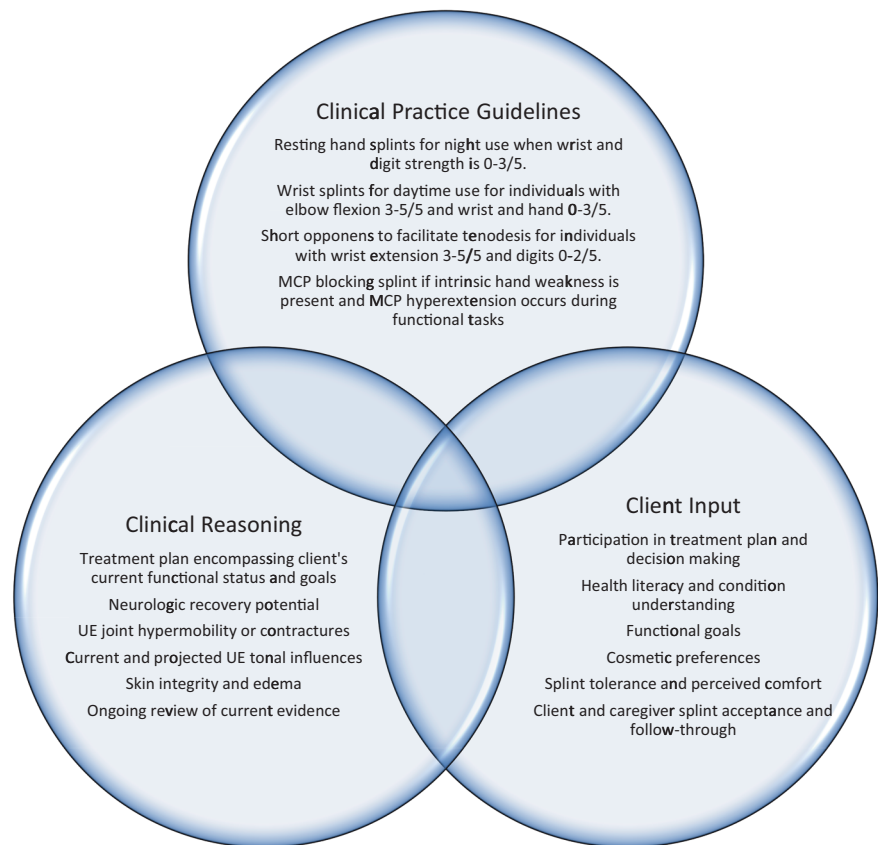 Clinical Practice Guidelines
Resting hand splints for night use when wrist and
digit strength is 0-3/5.
Wrist splints for daytime use for individuals with
elbow flexion 3-5/5 and wrist and hand 0-3/5.
Short opponens to facilitate tenodesis for individuals
with wrist extension 3-5/5 and digits 0-2/5.
MCP blocking splint if intrinsic hand weakness is
present and MCP hyperextension occurs during
functional tasks
Clinical Reasoning
Treatment plan encompassing client's
current functional status and goals
Neurologic recovery potential
UE joint hypermobility or contractures
Current and projected UE tonal influences
Skin integrity and edema
Ongoing review of current evidence
Client Input
Participation in treatment plan and
decision making
Health literacy and condition
understanding
Functional goals
Cosmetic preferences
Splint tolerance and perceived comfort
Client and caregiver splint acceptance and
follow-through